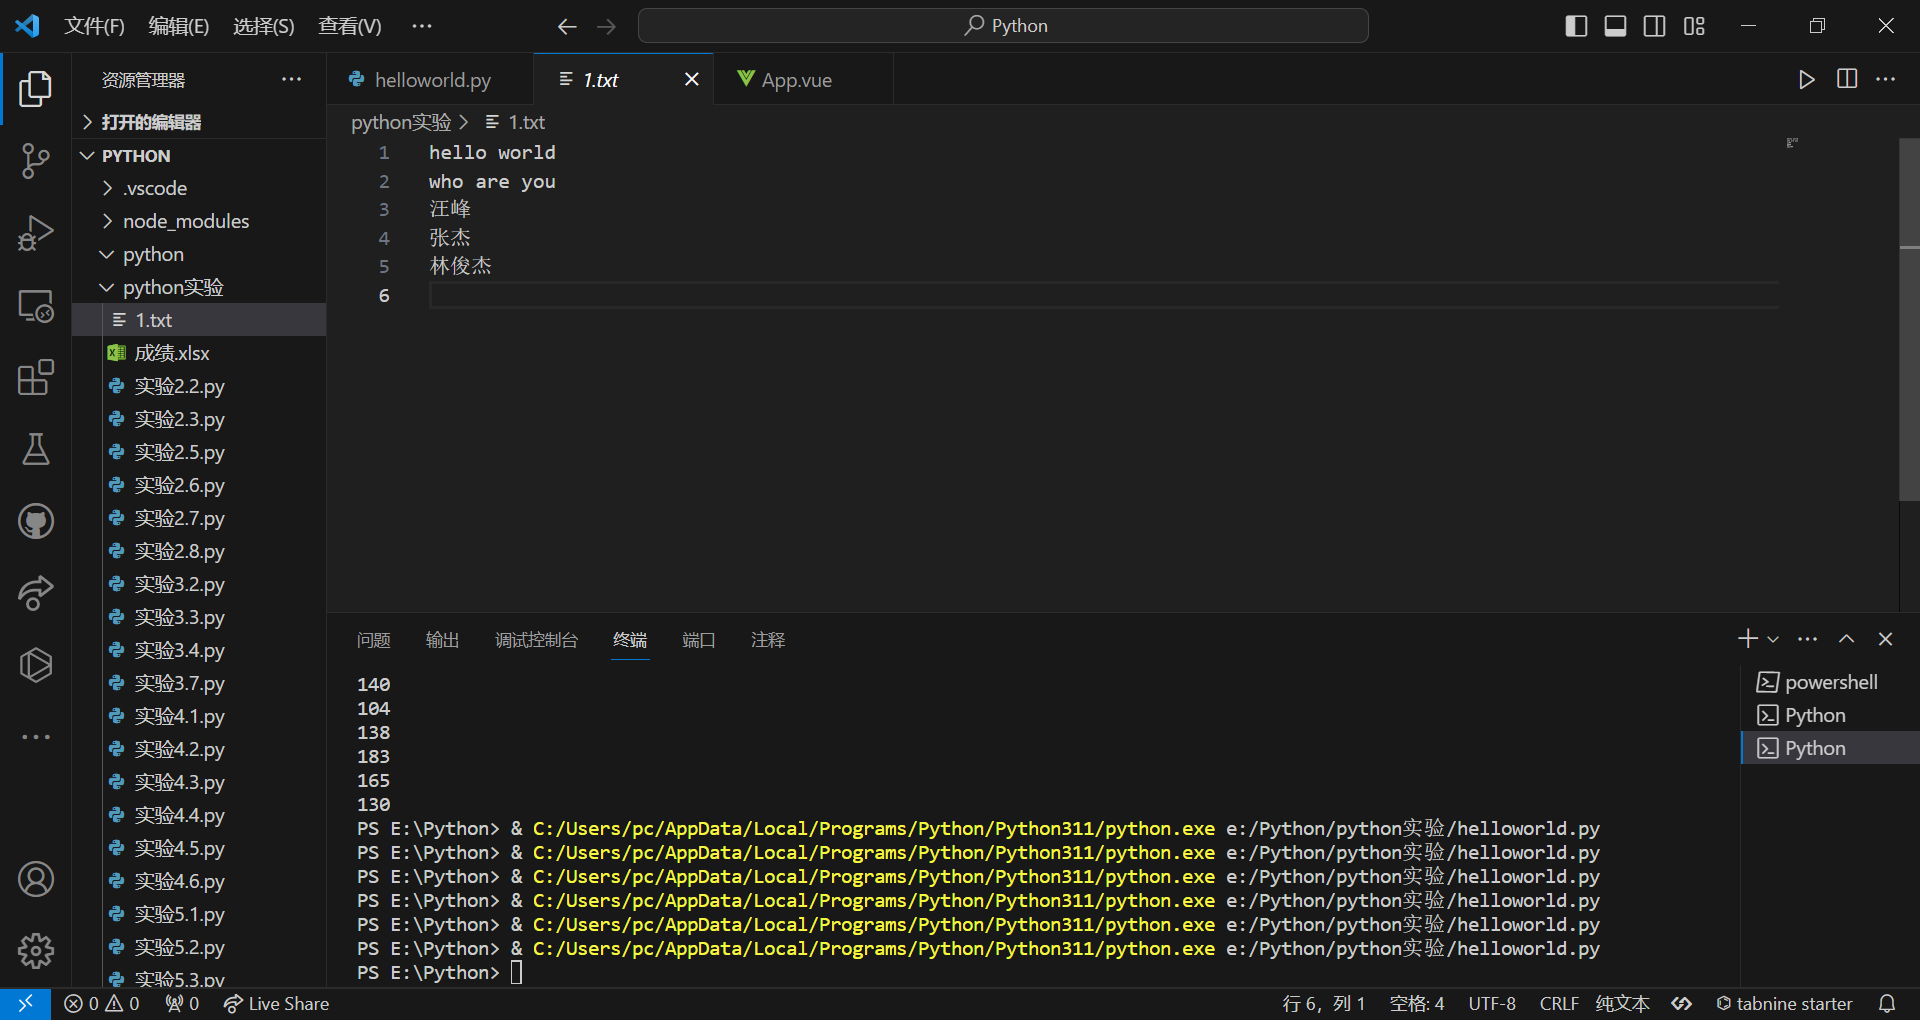 文件(F) 编辑(E) 选择(S) 查看(V) ··· Python
资源管理器
helloworld.py 1.txt App.vue
打开的编辑器
python实验 > 1.txt
PYTHON
.vscode
node_modules
python
python实验
1.txt
成绩.xlsx
实验2.2.py
实验2.3.py
实验2.5.py
实验2.6.py
实验2.7.py
实验2.8.py
实验3.2.py
实验3.3.py
实验3.4.py
实验3.7.py
实验4.1.py
实验4.2.py
实验4.3.py
实验4.4.py
实验4.5.py
实验4.6.py
实验5.1.py
实验5.2.py
实验5.3.py
1 hello world
2 who are you
3 汪峰
4 张杰
5 林俊杰
6
问题 输出 调试控制台 终端 端口 注释
140
104
138
183
165
130
PS E:\Python> & C:/Users/pc/AppData/Local/Programs/Python/Python311/python.exe e:/Python/python实验/helloworld.py
PS E:\Python> & C:/Users/pc/AppData/Local/Programs/Python/Python311/python.exe e:/Python/python实验/helloworld.py
PS E:\Python> & C:/Users/pc/AppData/Local/Programs/Python/Python311/python.exe e:/Python/python实验/helloworld.py
PS E:\Python> & C:/Users/pc/AppData/Local/Programs/Python/Python311/python.exe e:/Python/python实验/helloworld.py
PS E:\Python> & C:/Users/pc/AppData/Local/Programs/Python/Python311/python.exe e:/Python/python实验/helloworld.py
PS E:\Python> & C:/Users/pc/AppData/Local/Programs/Python/Python311/python.exe e:/Python/python实验/helloworld.py
PS E:\Python>
powershell
Python
Python
0 0 0 Live Share 行 6，列 1 空格: 4 UTF-8 CRLF 纯文本 tabnine starter